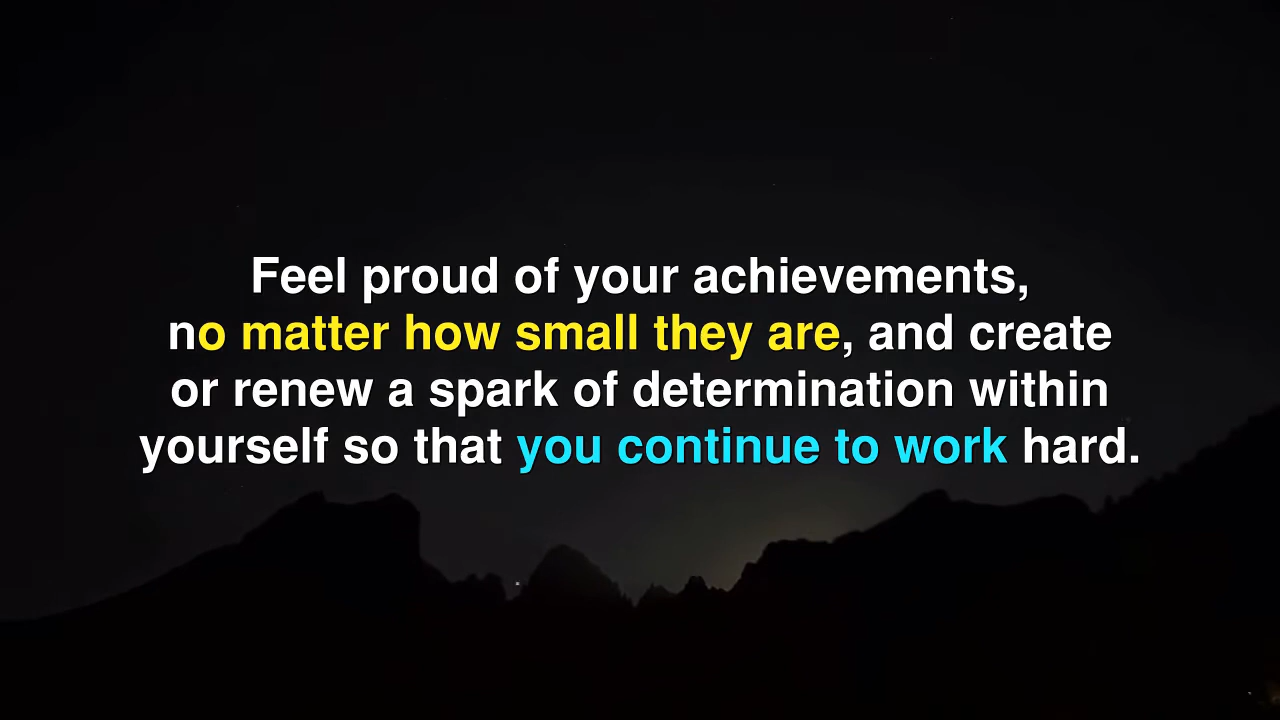 Feel proud of your achievements,
no matter how small they are, and create
or renew a spark of determination within
yourself so that you continue to work hard.